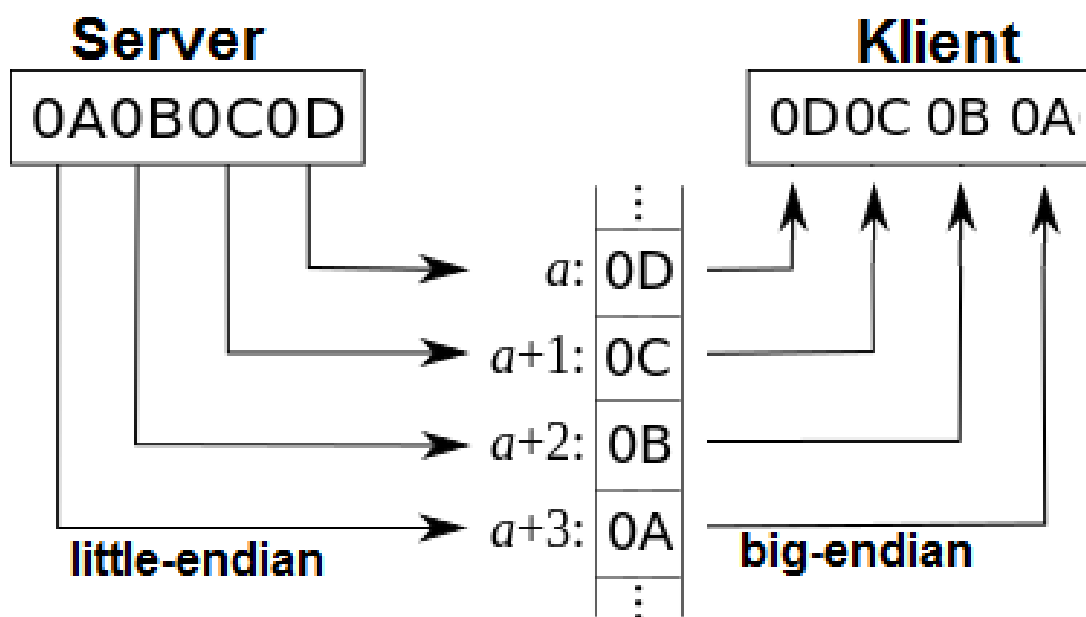 Server
Klient
0A0B0C0D
0D0C 0B 0A
⋮
a: 0D
a+1: 0C
a+2: 0B
a+3: 0A
little-endian
big-endian
⋮